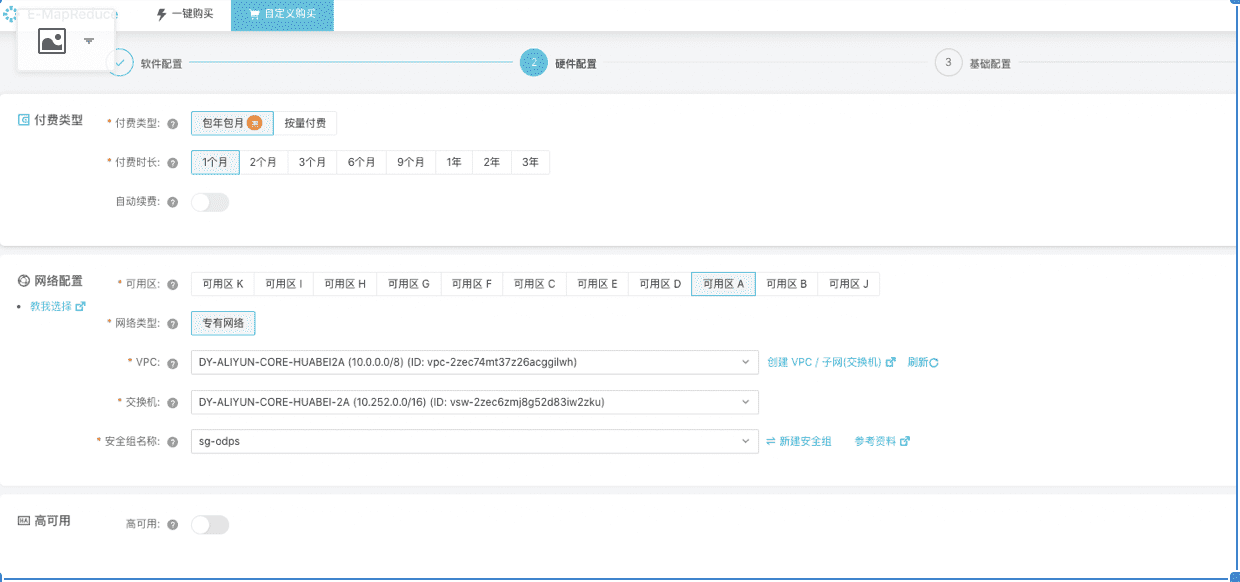 E-MapReduce 一键购买 自定义购买
软件配置 2 硬件配置 3 基础配置
付费类型 * 付费类型: ? 包年包月 按量付费
* 付费时长: ? 1个月 2个月 3个月 6个月 9个月 1年 2年 3年
自动续费: ?
网络配置 * 可用区: ? 可用区 K 可用区 I 可用区 H 可用区 G 可用区 F 可用区 C 可用区 E 可用区 D 可用区 A 可用区 B 可用区 J
• 教我选择
* 网络类型: ? 专有网络
* VPC: ? DY-ALIYUN-CORE-HUABEI2A (10.0.0.0/8) (ID: vpc-2zec74mt37z26acggilwh) 创建 VPC / 子网(交换机) 刷新
* 交换机: ? DY-ALIYUN-CORE-HUABEI-2A (10.252.0.0/16) (ID: vsw-2zec6zmj8g52d83iw2zku)
* 安全组名称: ? sg-odps 新建安全组 参考资料
HA 高可用 高可用: ?